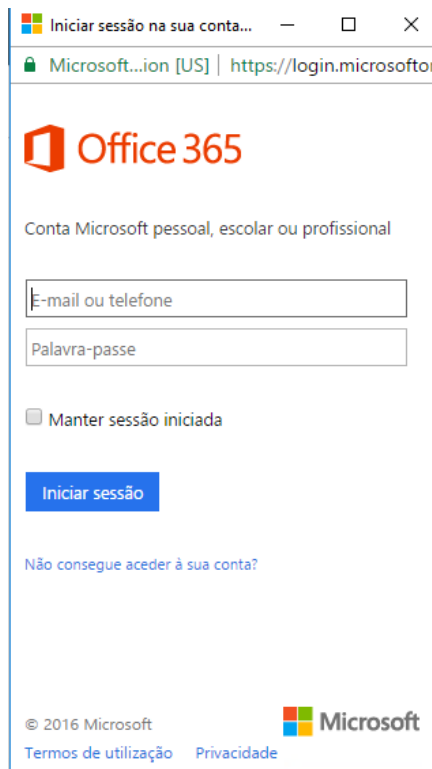 Iniciar sessão na sua conta...
Microsoft...ion [US] | https://login.microsoftor
Office 365
Conta Microsoft pessoal, escolar ou profissional
E-mail ou telefone
Palavra-passe
Manter sessão iniciada
Iniciar sessão
Não consegue aceder à sua conta?
© 2016 Microsoft
Microsoft
Termos de utilização Privacidade